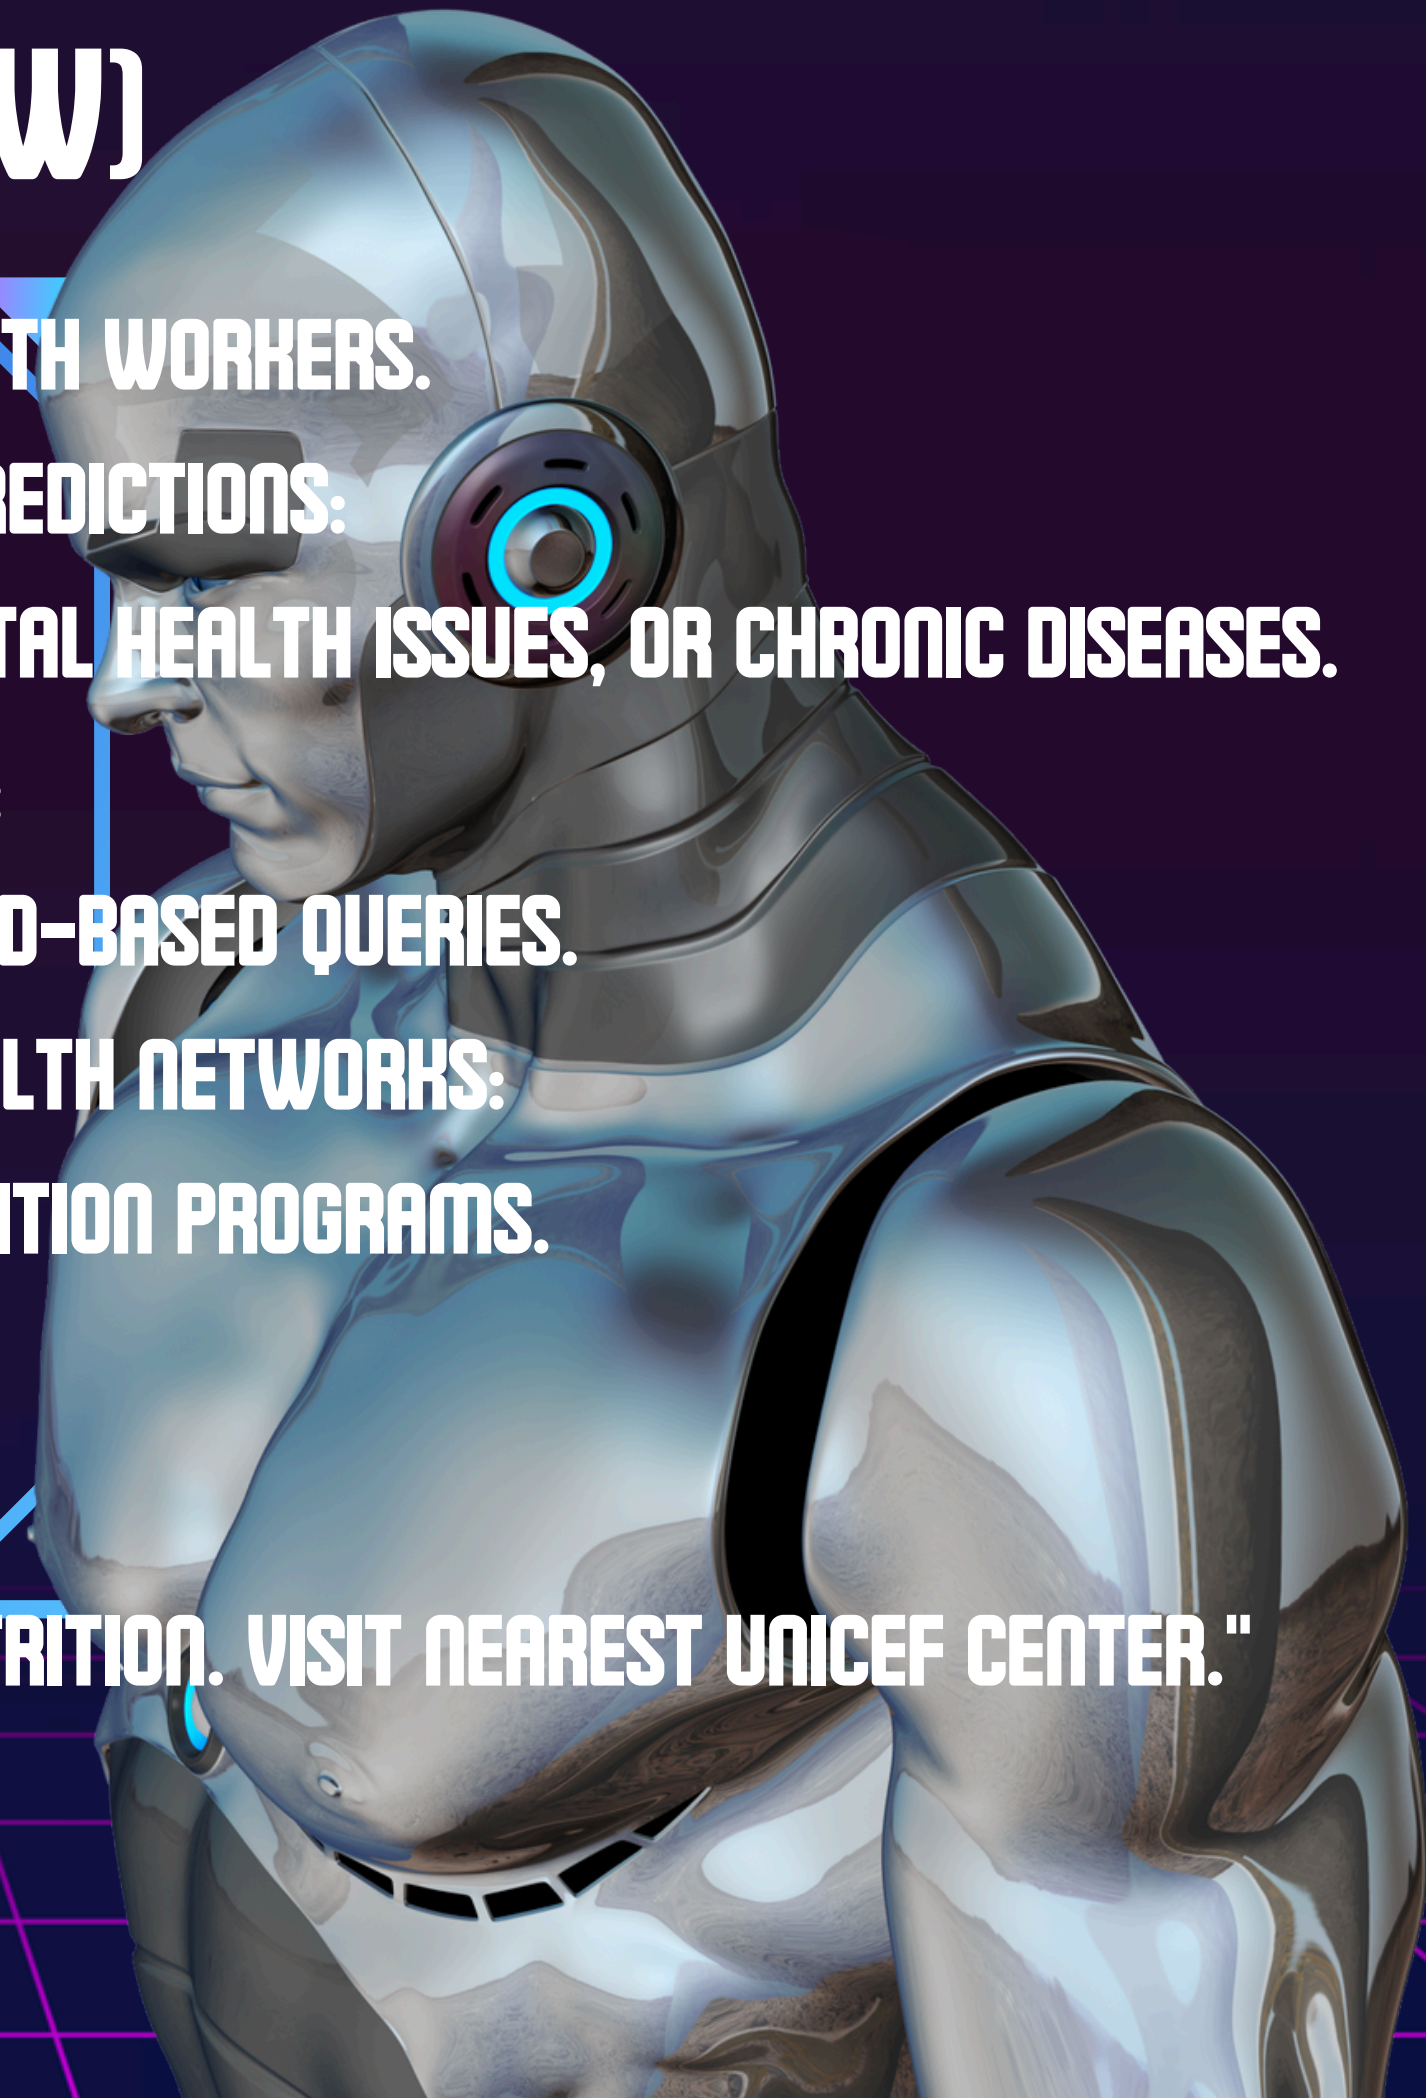 W)
TH WORKERS.
REDICTIONS:
TAL HEALTH ISSUES, OR CHRONIC DISEASES.
:
D-BASED QUERIES.
LTH NETWORKS:
ITION PROGRAMS.
TRITION. VISIT NEAREST UNICEF CENTER."